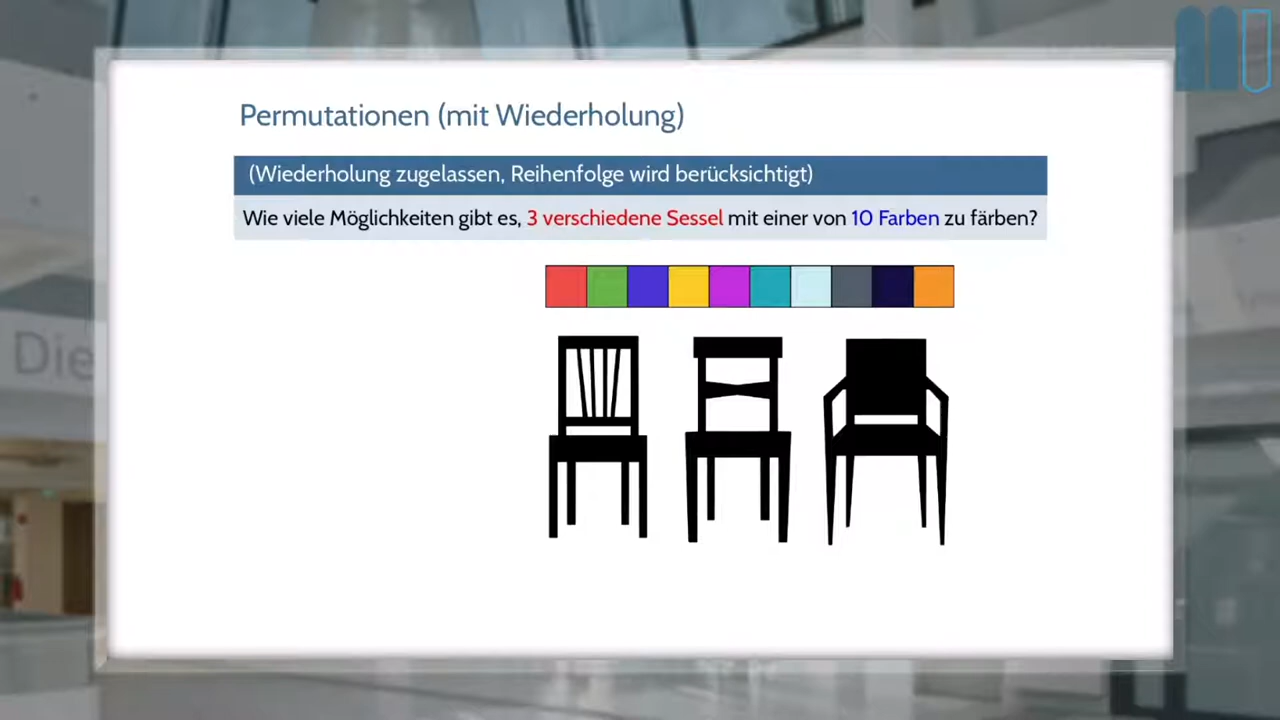 Permutationen (mit Wiederholung)
(Wiederholung zugelassen, Reihenfolge wird berücksichtigt)
Wie viele Möglichkeiten gibt es, 3 verschiedene Sessel mit einer von 10 Farben zu färben?
Die